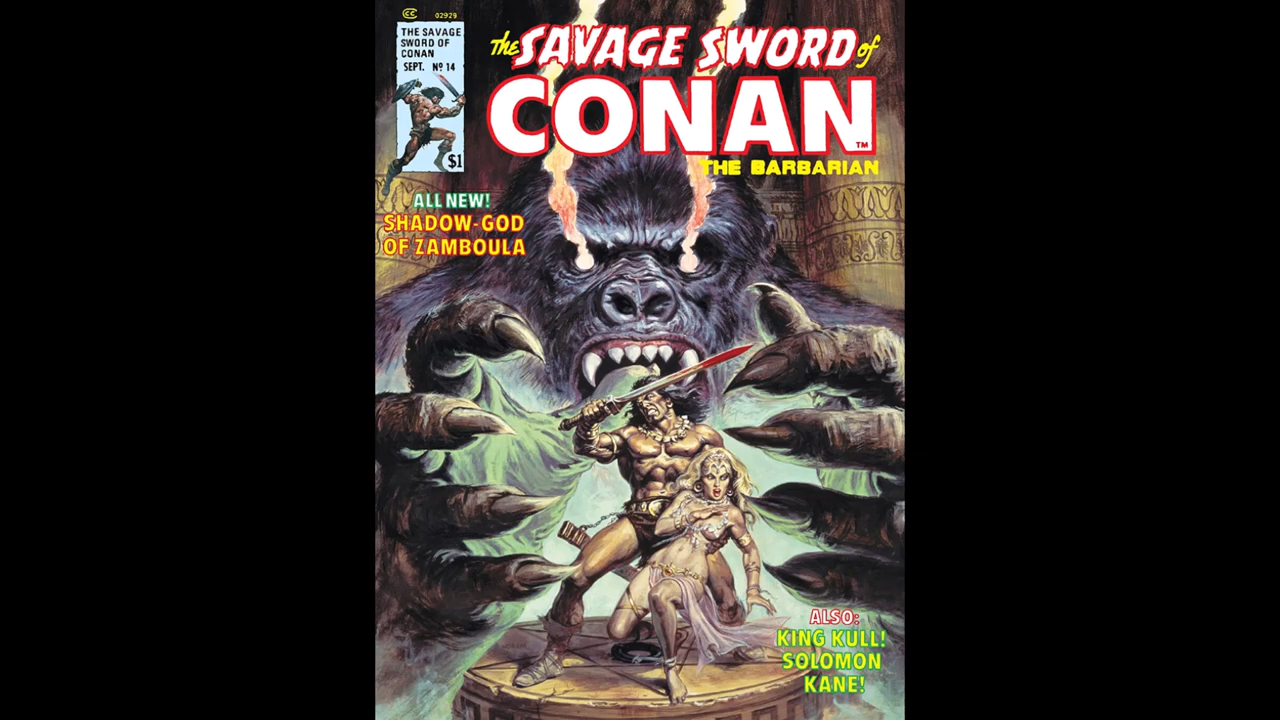 CC 02929
THE SAVAGE
SWORD OF
CONAN
SEPT. Nº 14
$1
The SAVAGE SWORD of
CONAN
TM
THE BARBARIAN
ALL NEW!
SHADOW-GOD
OF ZAMBOULA
ALSO:
KING KULL!
SOLOMON
KANE!